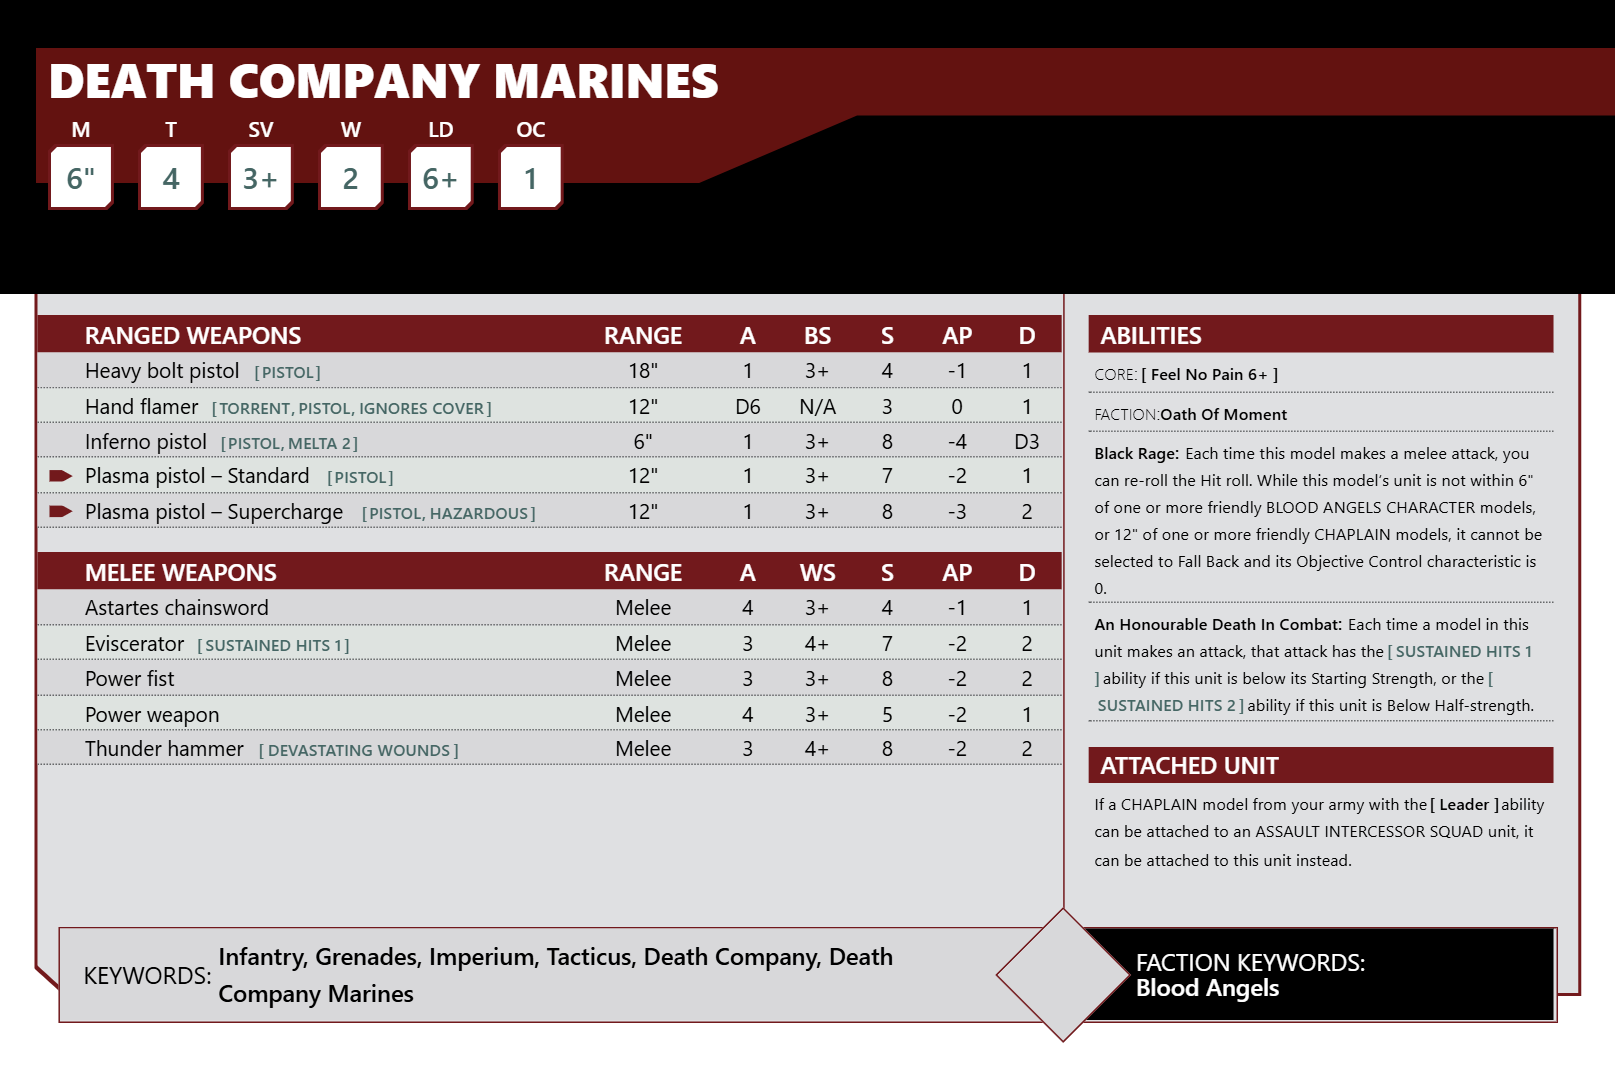 DEATH COMPANY MARINES
M T SV W LD OC
6" 4 3+ 2 6+ 1
RANGED WEAPONS RANGE A BS S AP D
Heavy bolt pistol [PISTOL] 18" 1 3+ 4 -1 1
Hand flamer [TORRENT, PISTOL, IGNORES COVER] 12" D6 N/A 3 0 1
Inferno pistol [PISTOL, MELTA 2] 6" 1 3+ 8 -4 D3
Plasma pistol – Standard [PISTOL] 12" 1 3+ 7 -2 1
Plasma pistol – Supercharge [PISTOL, HAZARDOUS] 12" 1 3+ 8 -3 2
MELEE WEAPONS RANGE A WS S AP D
Astartes chainsword Melee 4 3+ 4 -1 1
Eviscerator [SUSTAINED HITS 1] Melee 3 4+ 7 -2 2
Power fist Melee 3 3+ 8 -2 2
Power weapon Melee 4 3+ 5 -2 1
Thunder hammer [DEVASTATING WOUNDS] Melee 3 4+ 8 -2 2
ABILITIES
CORE: [ Feel No Pain 6+ ]
FACTION:Oath Of Moment
Black Rage: Each time this model makes a melee attack, you
can re-roll the Hit roll. While this model's unit is not within 6"
of one or more friendly BLOOD ANGELS CHARACTER models,
or 12" of one or more friendly CHAPLAIN models, it cannot be
selected to Fall Back and its Objective Control characteristic is
0.
An Honourable Death In Combat: Each time a model in this
unit makes an attack, that attack has the [ SUSTAINED HITS 1
] ability if this unit is below its Starting Strength, or the [
SUSTAINED HITS 2 ] ability if this unit is Below Half-strength.
ATTACHED UNIT
If a CHAPLAIN model from your army with the [ Leader ] ability
can be attached to an ASSAULT INTERCESSOR SQUAD unit, it
can be attached to this unit instead.
KEYWORDS: Infantry, Grenades, Imperium, Tacticus, Death Company, Death
Company Marines
FACTION KEYWORDS:
Blood Angels